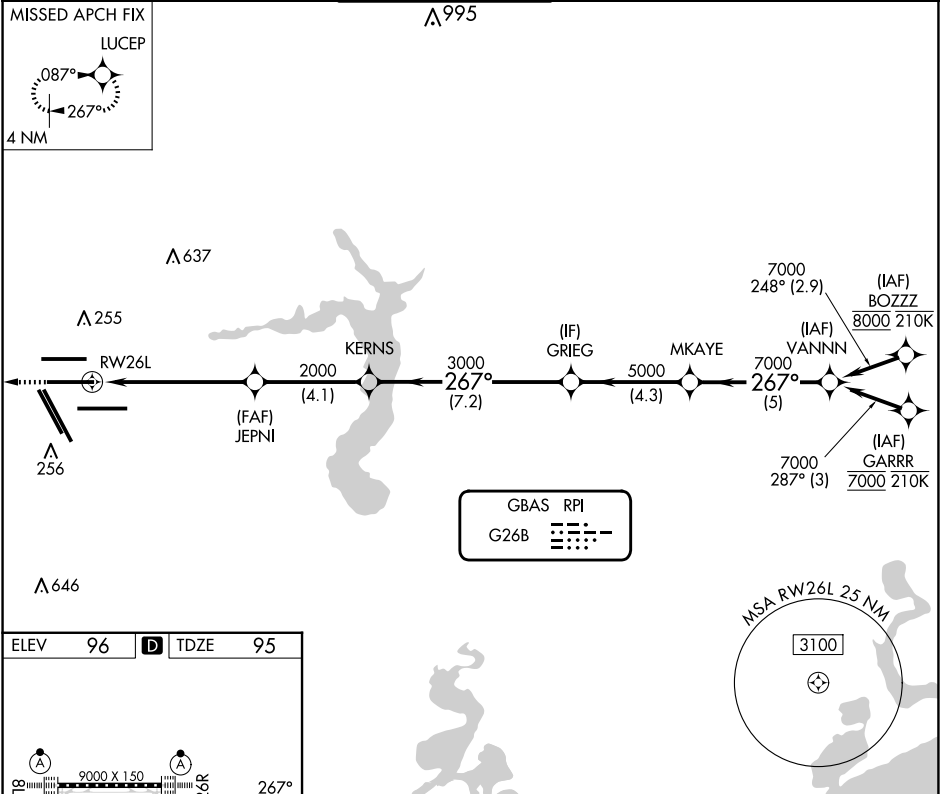 MISSED APCH FIX
LUCEP
087°
267°
4 NM
995
637
255
RW26L
KERNS
2000
(4.1)
(FAF)
JEPNI
3000
267°
(7.2)
(IF)
GRIEG
5000
(4.3)
MKAYE
7000
267°
(5)
(IAF)
VANNN
7000
248° (2.9)
(IAF)
BOZZZ
8000 210K
7000
287° (3)
(IAF)
GARRR
7000 210K
256
GBAS RPI
G26B
646
MSA RW26L 25 NM
3100
ELEV 96 D TDZE 95
A
A
9000 X 150
8L
26R
267°